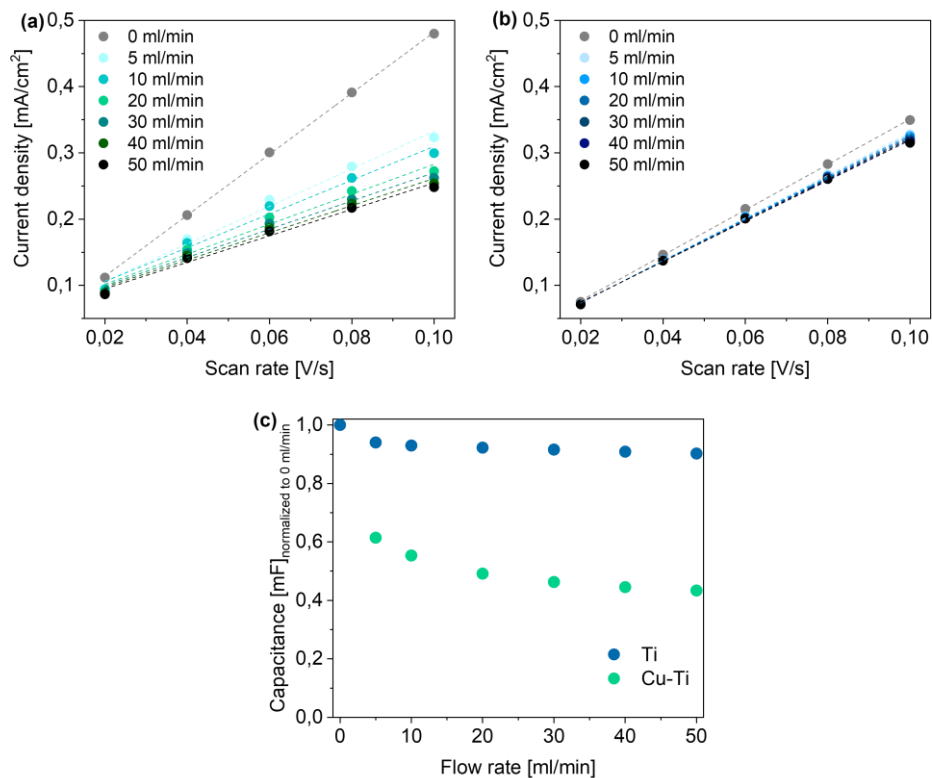 (a)
0,5
0,4
0,3
0,2
0,1
Current density [mA/cm²]
0 ml/min
5 ml/min
10 ml/min
20 ml/min
30 ml/min
40 ml/min
50 ml/min
0,02 0,04 0,06 0,08 0,10
Scan rate [V/s]
(b)
0,5
0,4
0,3
0,2
0,1
Current density [mA/cm²]
0 ml/min
5 ml/min
10 ml/min
20 ml/min
30 ml/min
40 ml/min
50 ml/min
0,02 0,04 0,06 0,08 0,10
Scan rate [V/s]
(c)
1,0
0,8
0,6
0,4
0,2
0,0
Capacitance [mF]normalized to 0 ml/min
Ti
Cu-Ti
0 10 20 30 40 50
Flow rate [ml/min]